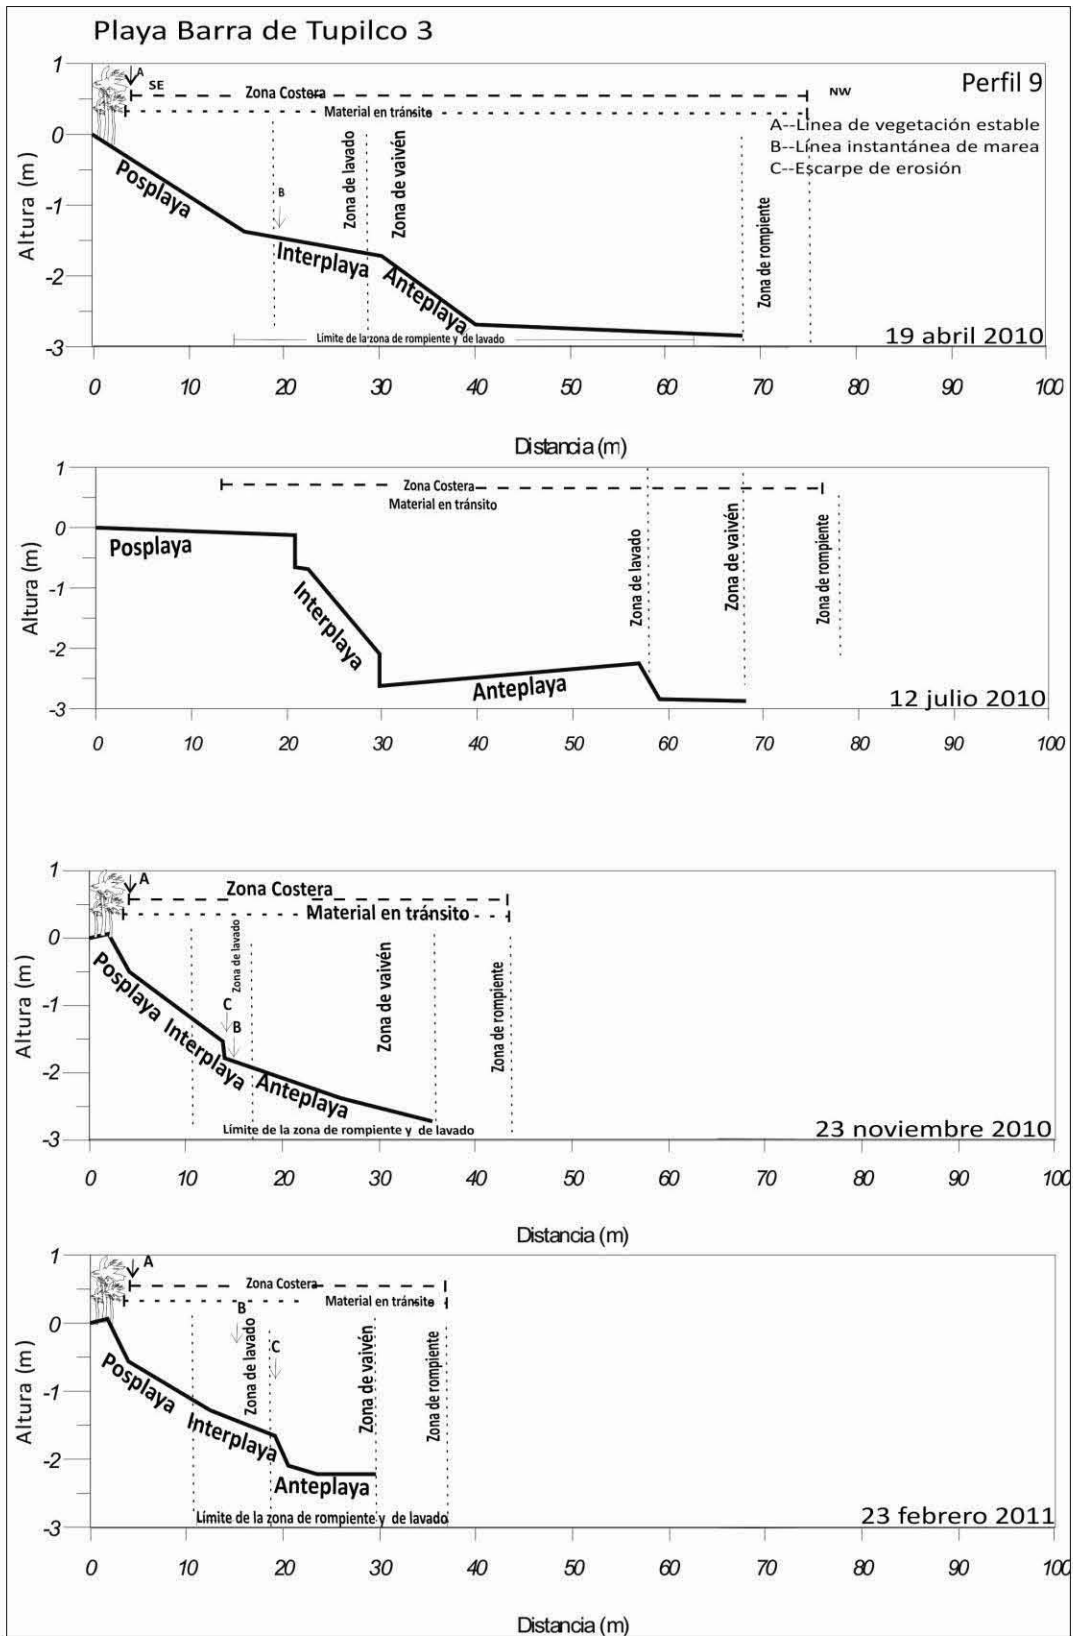 Playa Barra de Tupilco 3
Perfil 9
A
SE
Zona Costera
NW
Material en tránsito
A--Línea de vegetación estable
B--Línea instantánea de marea
C--Escarpe de erosión
Altura (m)
1
0
-1
-2
-3
Posplaya
B
Interplaya
Zona de lavado
Zona de vaivén
Anteplaya
Zona de rompiente
Límite de la zona de rompiente y de lavado
19 abril 2010
0 10 20 30 40 50 60 70 80 90 100
Distancia (m)
Zona Costera
Material en tránsito
Altura (m)
1
0
-1
-2
-3
Posplaya
Interplaya
Anteplaya
Zona de lavado
Zona de vaivén
Zona de rompiente
12 julio 2010
0 10 20 30 40 50 60 70 80 90 100
A
Zona Costera
Material en tránsito
Altura (m)
1
0
-1
-2
-3
Posplaya
Interplaya
Zona de lavado
C
B
Anteplaya
Zona de vaivén
Zona de rompiente
Límite de la zona de rompiente y de lavado
23 noviembre 2010
0 10 20 30 40 50 60 70 80 90 100
Distancia (m)
A
Zona Costera
Material en tránsito
Altura (m)
1
0
-1
-2
-3
B
Zona de lavado
C
Posplaya
Interplaya
Anteplaya
Zona de vaivén
Zona de rompiente
Límite de la zona de rompiente y de lavado
23 febrero 2011
0 10 20 30 40 50 60 70 80 90 100
Distancia (m)